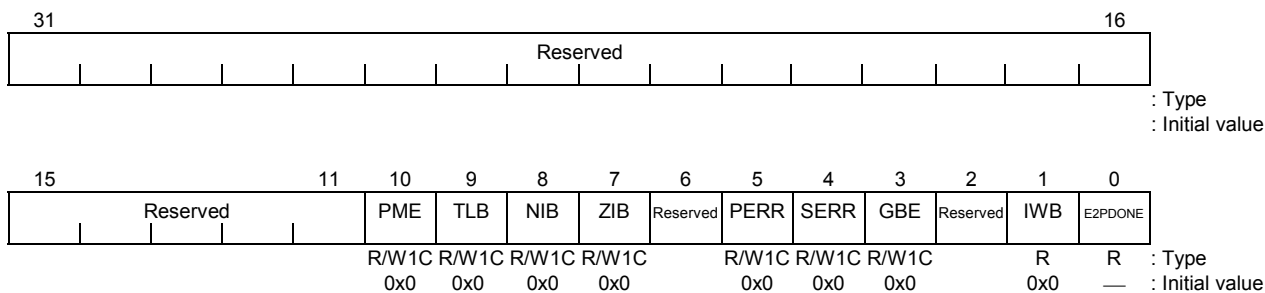 31 16
Reserved
: Type
: Initial value
15 11 10 9 8 7 6 5 4 3 2 1 0
Reserved PME TLB NIB ZIB Reserved PERR SERR GBE Reserved IWB E2PDONE
R/W1C R/W1C R/W1C R/W1C R/W1C R/W1C R/W1C R R : Type
0x0 0x0 0x0 0x0 0x0 0x0 0x0 0x0 — : Initial value